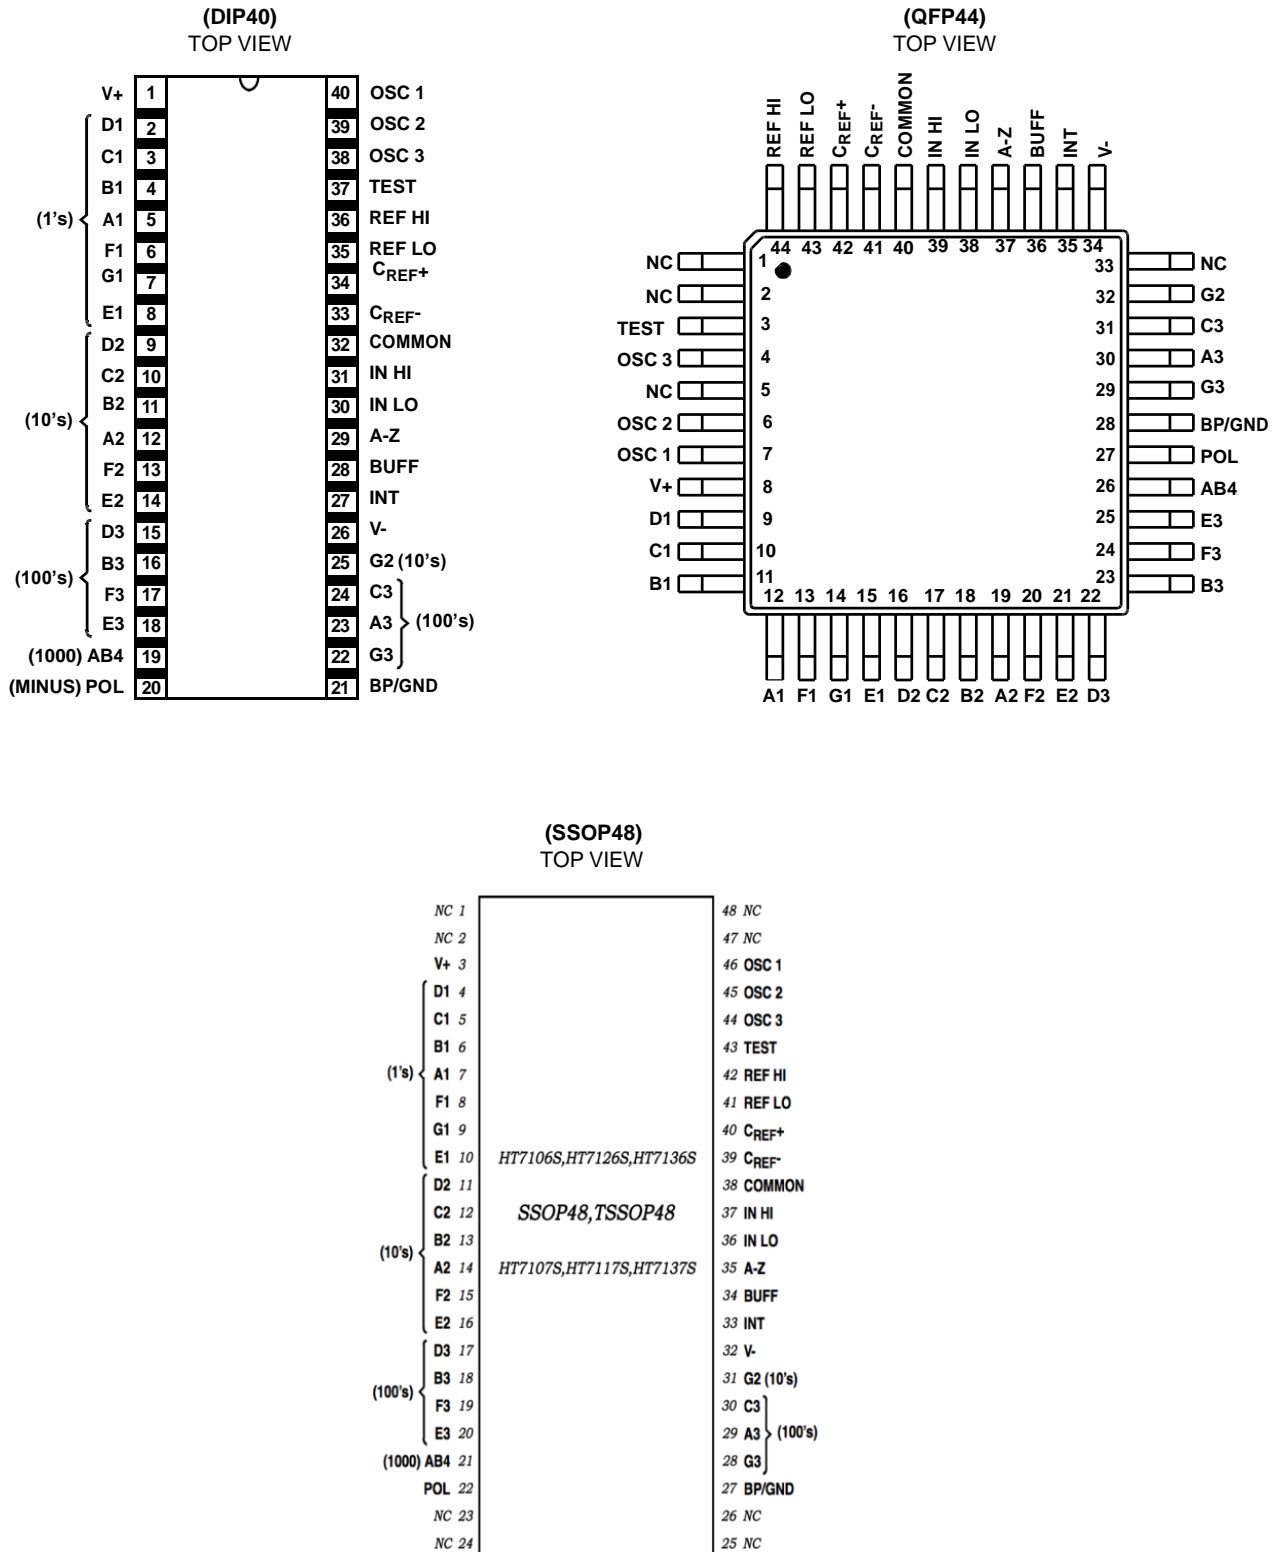 (DIP40)
TOP VIEW
V+ 1 40 OSC 1
D1 2 39 OSC 2
C1 3 38 OSC 3
B1 4 37 TEST
(1's) A1 5 36 REF HI
F1 6 35 REF LO
G1 7 34 CREF+
E1 8 33 CREF-
D2 9 32 COMMON
C2 10 31 IN HI
B2 11 30 IN LO
(10's)
A2 12 29 A-Z
F2 13 28 BUFF
E2 14 27 INT
D3 15 26 V-
B3 16 25 G2 (10's)
(100's)
F3 17 24 C3
E3 18 23 A3 (100's)
(1000) AB4 19 22 G3
(MINUS) POL 20 21 BP/GND
(QFP44)
TOP VIEW
REF HI
REF LO
CREF+
CREF-
COMMON
IN HI
IN LO
A-Z
BUFF
INT
V-
44 43 42 41 40 39 38 37 36 35 34
NC 1 33 NC
NC 2 32 G2
TEST 3 31 C3
OSC 3 4 30 A3
NC 5 29 G3
OSC 2 6 28 BP/GND
OSC 1 7 27 POL
V+ 8 26 AB4
D1 9 25 E3
C1 10 24 F3
B1 11 23 B3
12 13 14 15 16 17 18 19 20 21 22
A1 F1 G1 E1 D2 C2 B2 A2 F2 E2 D3
(SSOP48)
TOP VIEW
NC 1 48 NC
NC 2 47 NC
V+ 3 46 OSC 1
D1 4 45 OSC 2
C1 5 44 OSC 3
B1 6 43 TEST
(1's) A1 7 42 REF HI
F1 8 41 REF LO
G1 9 40 CREF+
E1 10 HT7106S,HT7126S,HT7136S 39 CREF-
D2 11 38 COMMON
C2 12 SSOP48,TSSOP48 37 IN HI
B2 13 36 IN LO
(10's)
A2 14 HT7107S,HT7117S,HT7137S 35 A-Z
F2 15 34 BUFF
E2 16 33 INT
D3 17 32 V-
B3 18 31 G2 (10's)
(100's)
F3 19 30 C3
E3 20 29 A3 (100's)
(1000) AB4 21 28 G3
POL 22 27 BP/GND
NC 23 26 NC
NC 24 25 NC